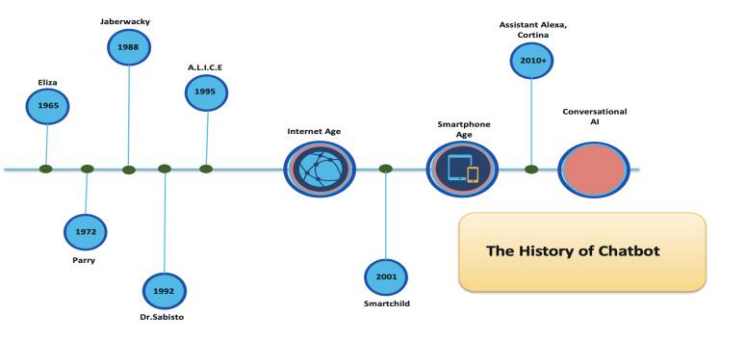 Jaberwacky
1988
Eliza
1965
A.L.I.C.E
1995
1972
Parry
1992
Dr.Sabisto
Internet Age
2001
Smartchild
Smartphone
Age
Assistant Alexa,
Cortina
2010+
Conversational
AI
The History of Chatbot